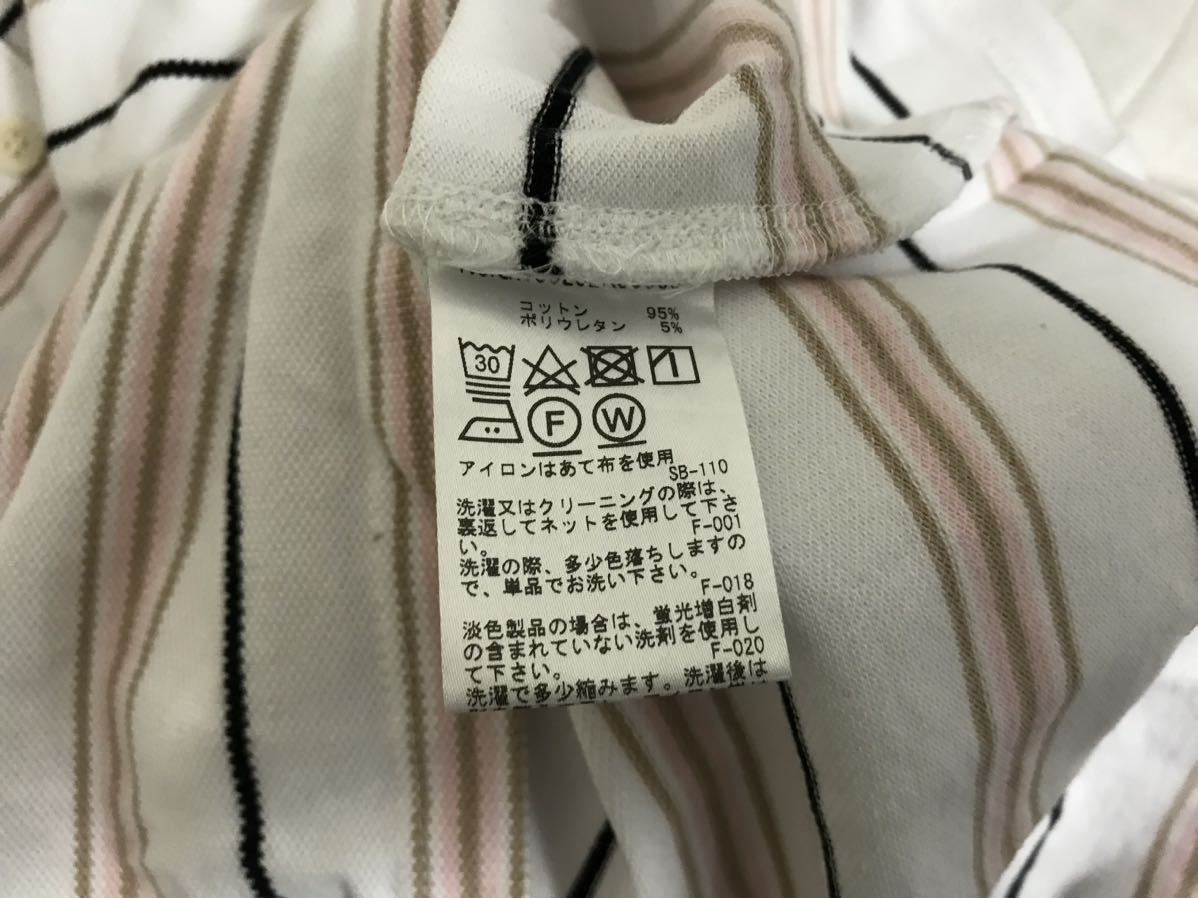 コットン 95%
ポリウレタン 5%
30
F W
アイロンはあて布を使用
SB-110
洗濯又はクリーニングの際は、
裏返してネットを使用して下さ
い。 F-001
洗濯の際、多少色落ちしますの
で、単品でお洗い下さい。
F-018
淡色製品の場合は、蛍光増白剤
の含まれていない洗剤を使用し
て下さい。 F-020
洗濯で多少縮みます。洗濯後は